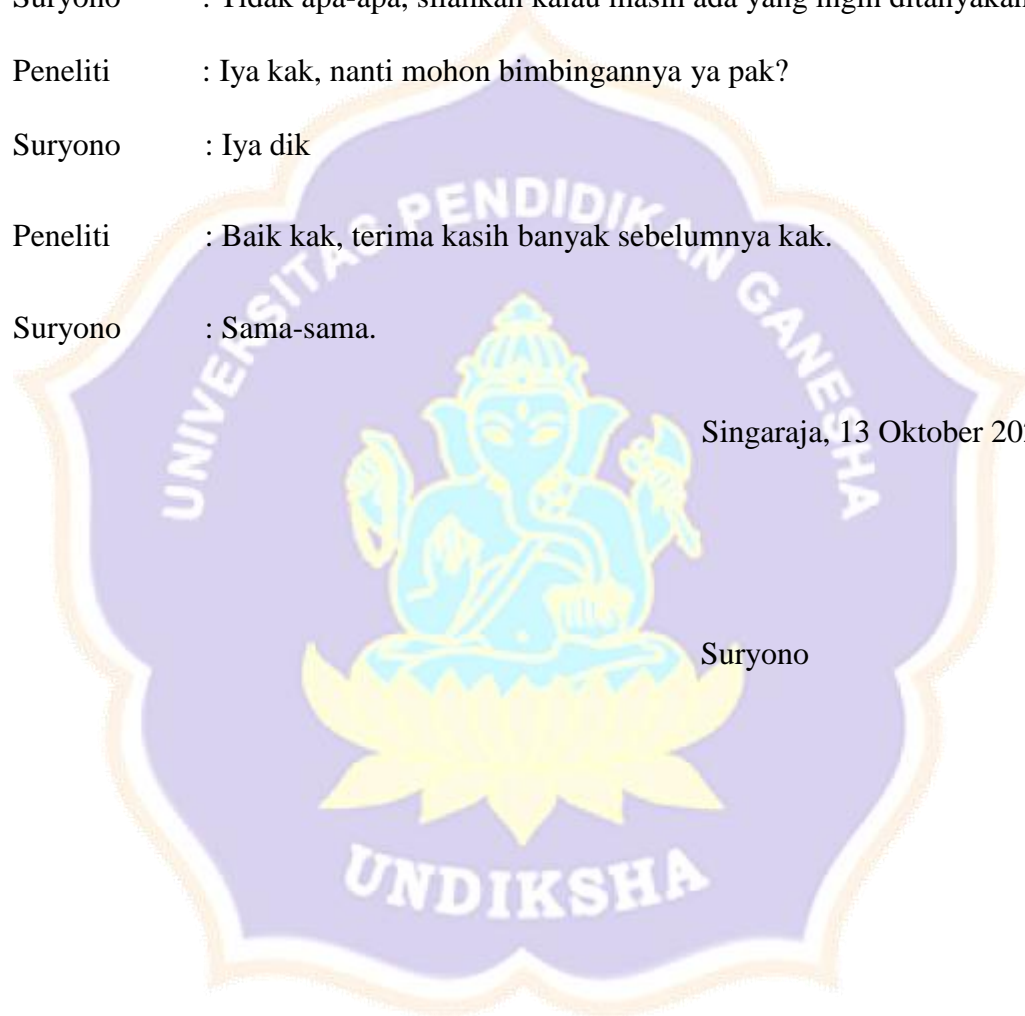 Suryono : Tidak apa-apa, silahkan kalau masih ada yang ingin ditanyakan
Peneliti : Iya kak, nanti mohon bimbingannya ya pak?
Suryono : Iya dik
Peneliti : Baik kak, terima kasih banyak sebelumnya kak.
Suryono : Sama-sama.
Singaraja, 13 Oktober
Suryono
UNIVERSITAS PENDIDIKAN GANESHA
UNDIKSHA